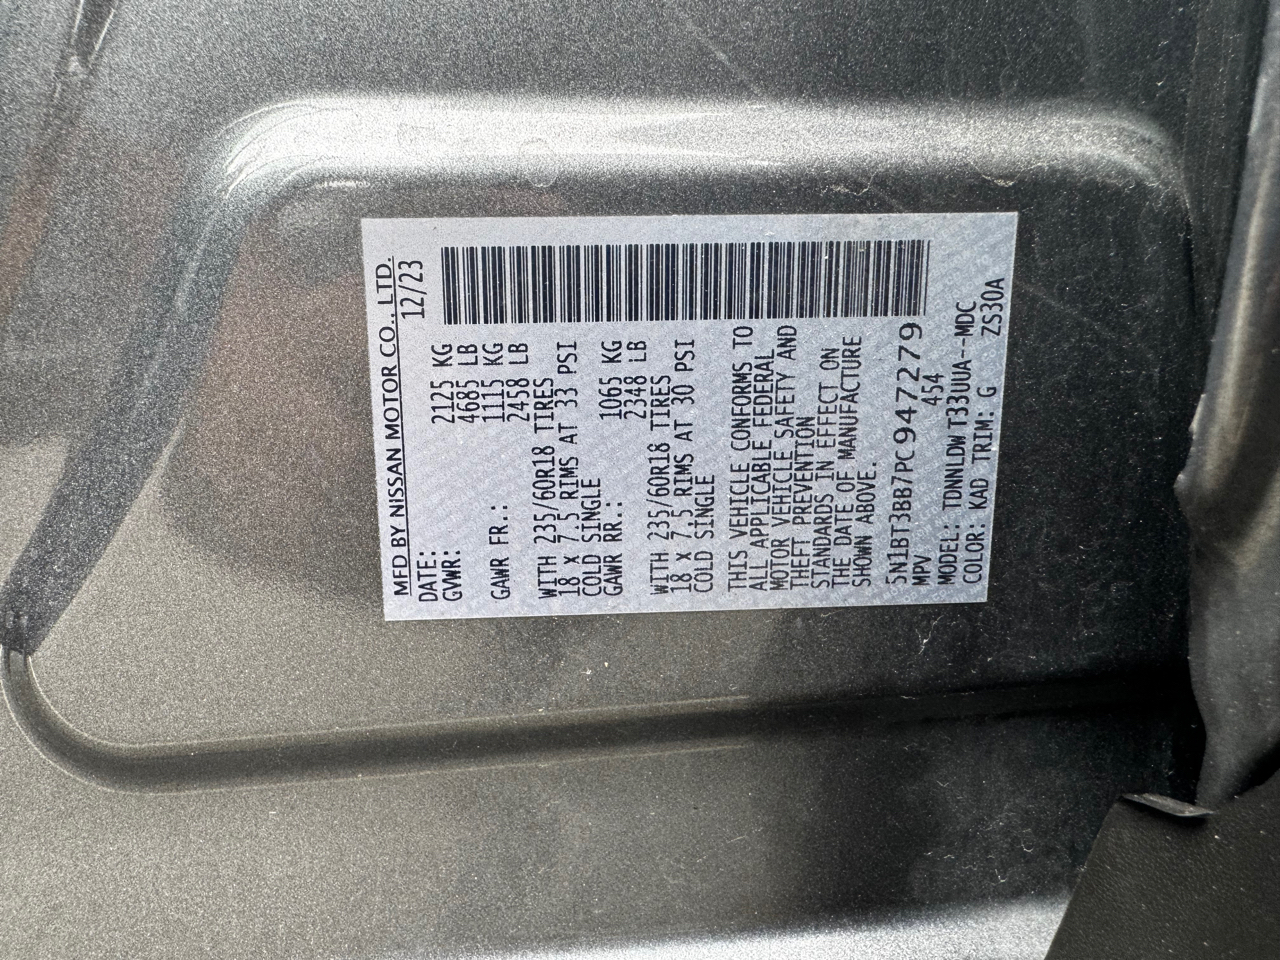 MFD BY NISSAN MOTOR CO., LTD.
DATE: 12/23
GVWR: 2125 KG
4685 LB
GAWR FR.: 1115 KG
2458 LB
WITH 235/60R18 TIRES
18 X 7.5 RIMS AT 33 PSI
COLD SINGLE
GAWR RR.: 1065 KG
2348 LB
WITH 235/60R18 TIRES
18 X 7.5 RIMS AT 30 PSI
COLD SINGLE
THIS VEHICLE CONFORMS TO
ALL APPLICABLE FEDERAL
MOTOR VEHICLE SAFETY AND
THEFT PREVENTION
STANDARDS IN EFFECT ON
THE DATE OF MANUFACTURE
SHOWN ABOVE.
5N1BT3BB7PC947279
MPV 454
MODEL: TDNNLDW T33UUA--MDC
COLOR: KAD TRIM: G ZS30A